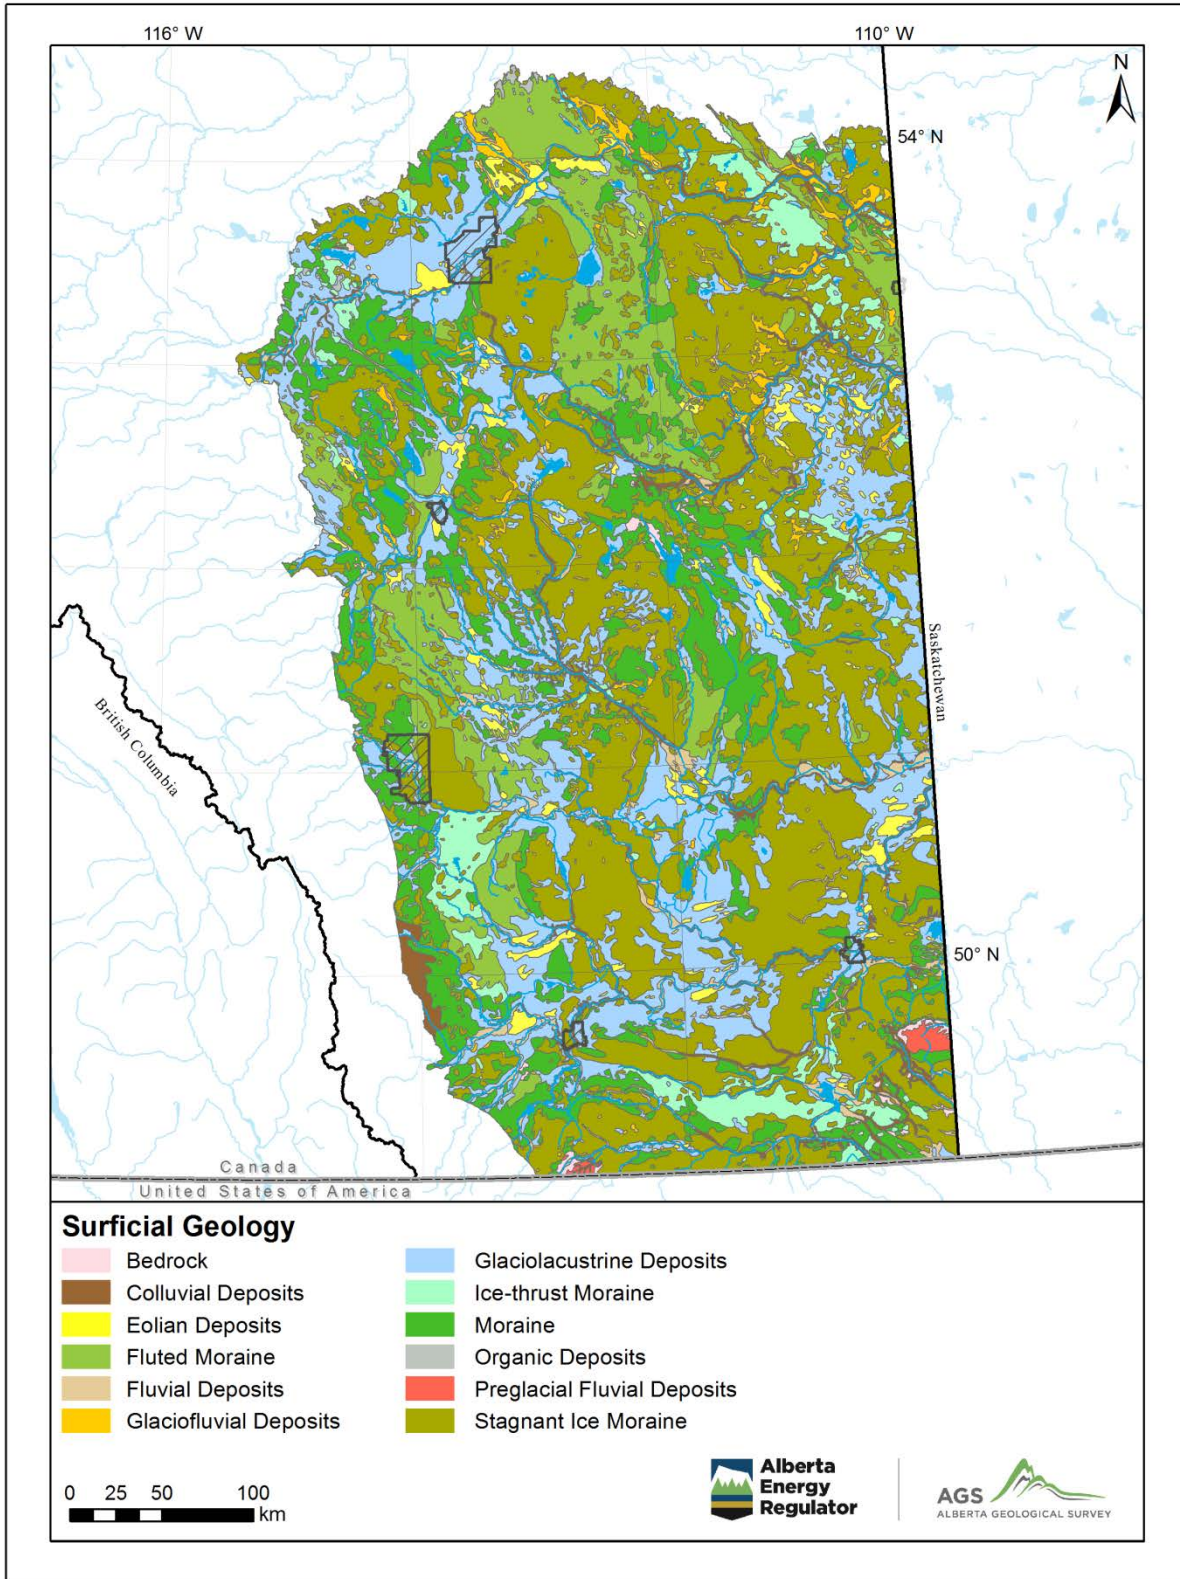 116° W
110° W
N
54° N
Saskatchewan
British Columbia
50° N
Canada
United States of America
Surficial Geology
Bedrock
Colluvial Deposits
Eolian Deposits
Fluted Moraine
Fluvial Deposits
Glaciofluvial Deposits
Glaciolacustrine Deposits
Ice-thrust Moraine
Moraine
Organic Deposits
Preglacial Fluvial Deposits
Stagnant Ice Moraine
0 25 50 100
km
Alberta
Energy
Regulator
AGS
ALBERTA GEOLOGICAL SURVEY